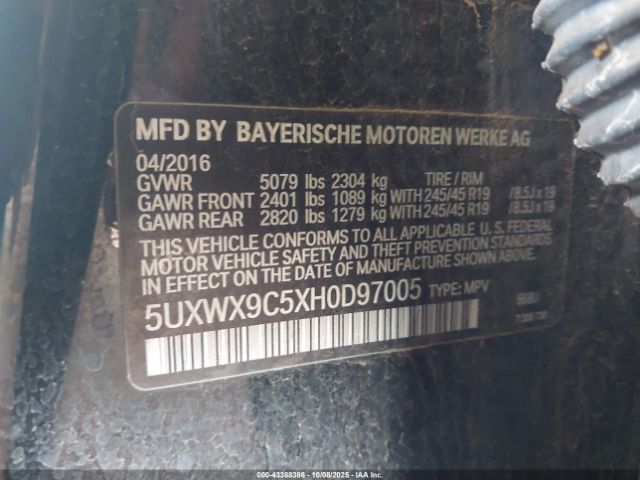 MFD BY BAYERISCHE MOTOREN WERKE AG
04/2016
GVWR 5079 lbs 2304 kg TIRE / RIM
GAWR FRONT 2401 lbs 1089 kg WITH 245/45 R19 / 8.5J x 19
GAWR REAR 2820 lbs 1279 kg WITH 245/45 R19 / 8.5J x 19
THIS VEHICLE CONFORMS TO ALL APPLICABLE U. S. FEDERAL
MOTOR VEHICLE SAFETY AND THEFT PREVENTION STANDARDS
IN EFFECT ON THE DATE OF MANUFACTURE SHOWN ABOVE.
5UXWX9C5XH0D97005 TYPE: MPV
© - 43388386 - 10/08/2025 - IAA Inc.